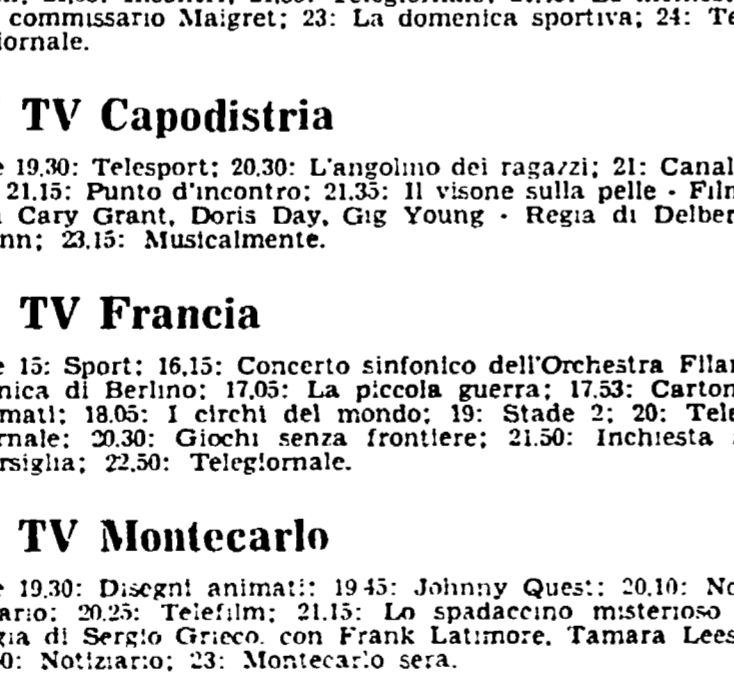 commissario Maigret; 23: La domenica sportiva; 24: Te
iornale.
TV Capodistria
e 19.30: Telesport; 20.30: L'angolino dei ragazzi; 21: Canal
21.15: Punto d'incontro; 21.35: Il visone sulla pelle - Film
Cary Grant, Doris Day, Gig Young - Regia di Delber
nn; 23.15: Musicalmente.
TV Francia
e 15: Sport; 16.15: Concerto sinfonico dell'Orchestra Filar
nica di Berlino; 17.05: La piccola guerra; 17.53: Carton
mati; 18.05: I circhi del mondo; 19: Stade 2; 20: Tele
rnale; 20.30: Giochi senza frontiere; 21.50: Inchiesta
rsiglia; 22.50: Telegiornale.
TV Montecarlo
e 19.30: Disegni animati; 19.45: Johnny Quest; 20.10: No
ario; 20.25: Telefilm; 21.15: Lo spadaccino misterioso
gia di Sergio Grieco. con Frank Latimore, Tamara Lees
0: Notiziario; 23: Montecarlo sera.